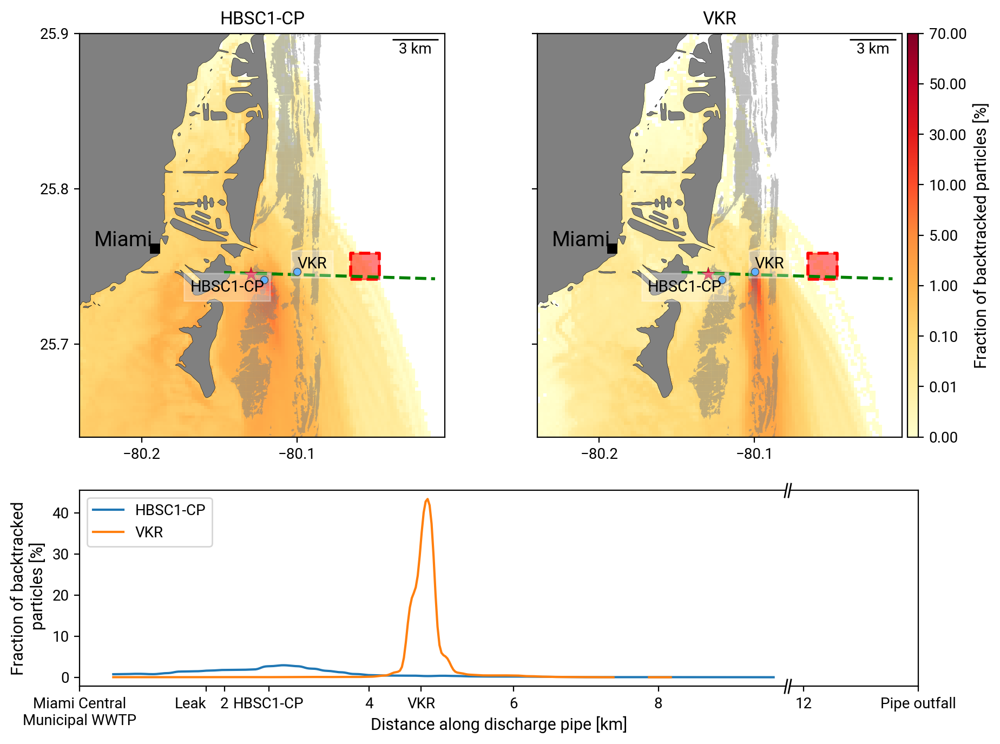 HBSC1-CP
VKR
25.9
25.8
25.7
3 km
Miami
VKR
HBSC1-CP
−80.2
−80.1
3 km
Miami
VKR
HBSC1-CP
−80.2
−80.1
70.00
50.00
30.00
10.00
5.00
1.00
0.10
0.01
0.00
Fraction of backtracked particles [%]
Fraction of backtracked
particles [%]
40
30
20
10
0
HBSC1-CP
VKR
Miami Central
Municipal WWTP
Leak
2
HBSC1-CP
4
VKR
6
8
12
Pipe outfall
Distance along discharge pipe [km]